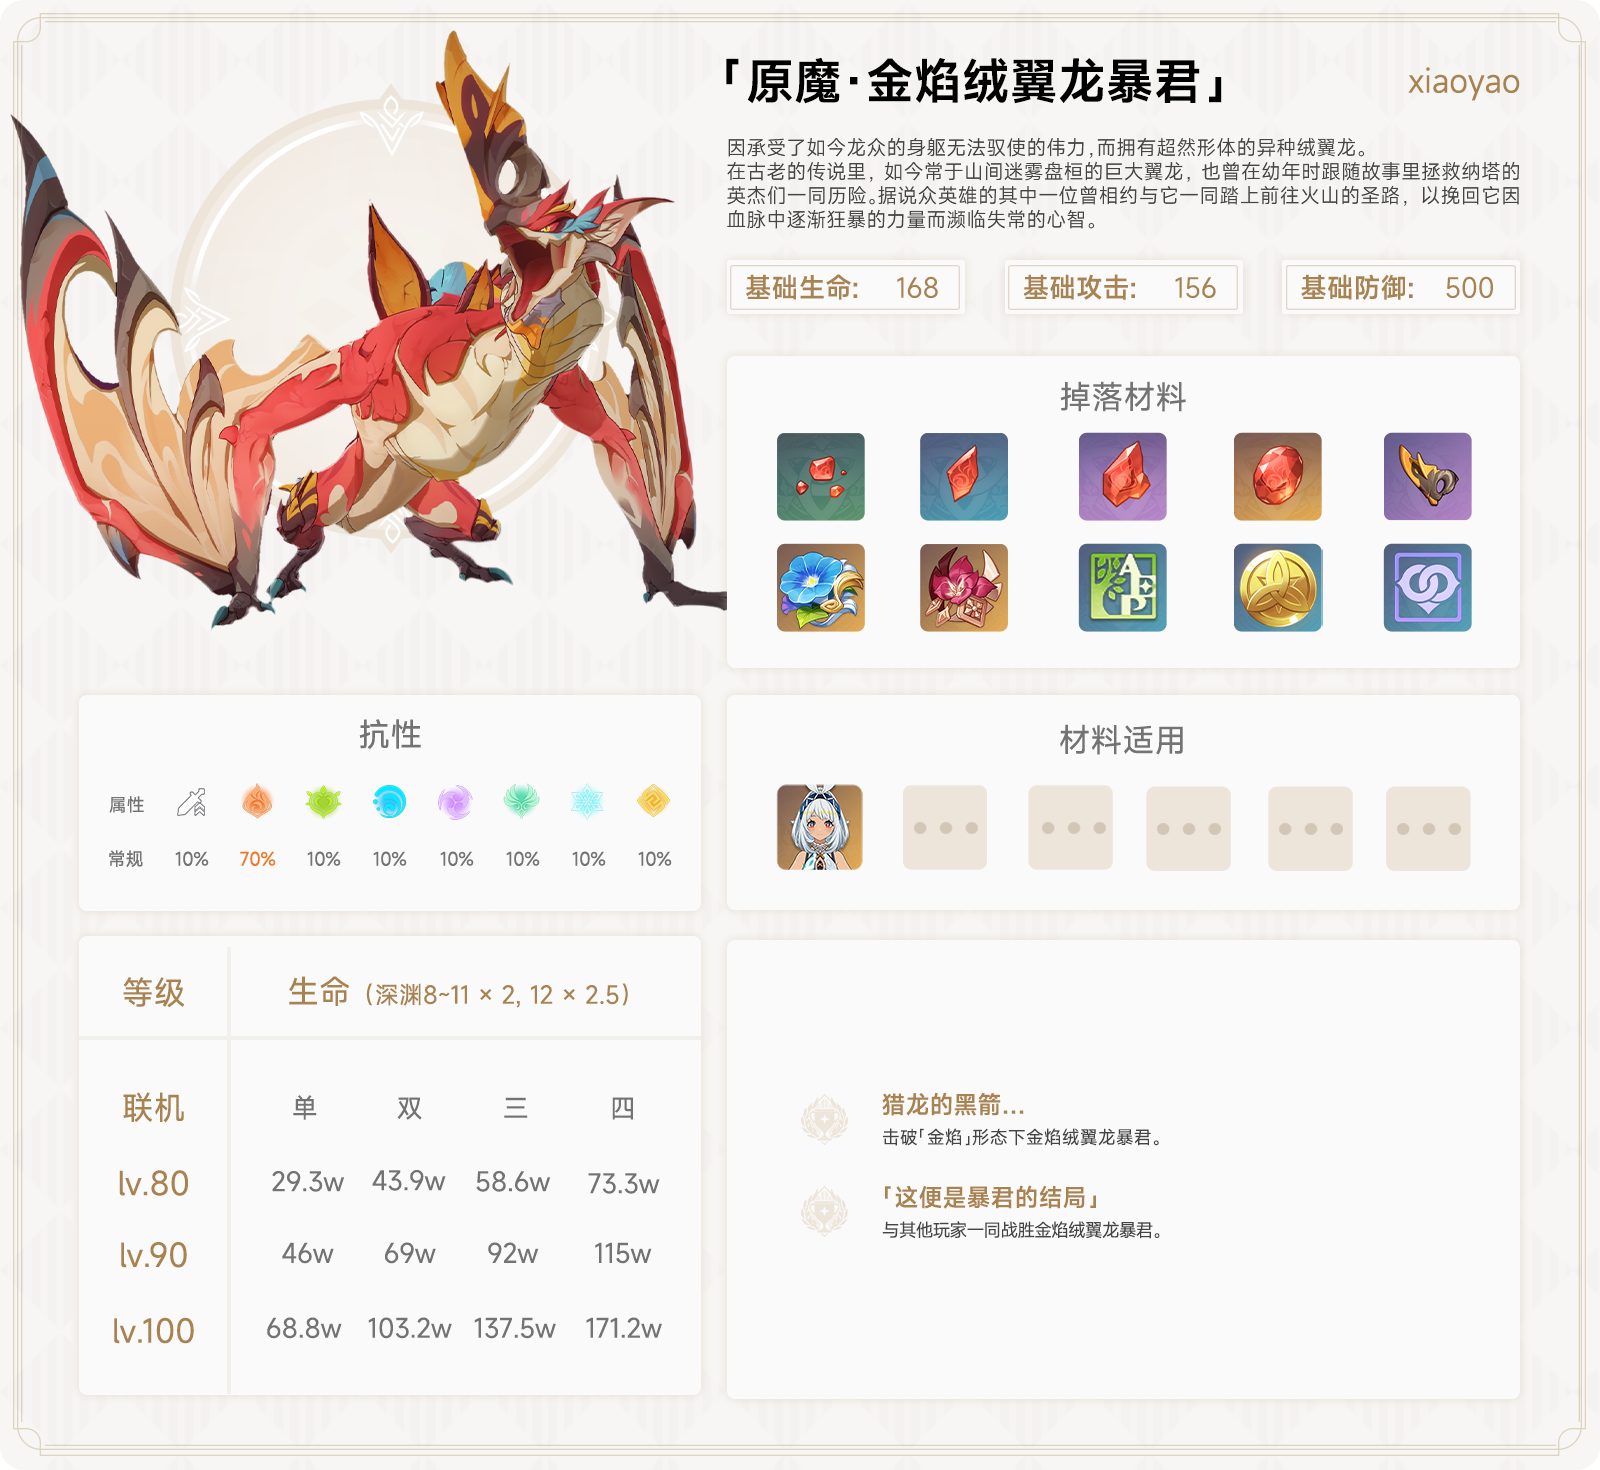 「原魔·金焰绒翼龙暴君」
xiaoyao
因承受了如今龙众的身躯无法驭使的伟力,而拥有超然形体的异种绒翼龙。
在古老的传说里，如今常于山间迷雾盘桓的巨大翼龙，也曾在幼年时跟随故事里拯救纳塔的
英杰们一同历险。据说众英雄的其中一位曾相约与它一同踏上前往火山的圣路，以挽回它因
血脉中逐渐狂暴的力量而濒临失常的心智。
基础生命: 168
基础攻击: 156
基础防御: 500
掉落材料
AEP
抗性
属性
常规 10% 70% 10% 10% 10% 10% 10% 10%
材料适用
等级 生命（深渊8~11 × 2, 12 × 2.5）
联机 单 双 三 四
lv.80 29.3w 43.9w 58.6w 73.3w
lv.90 46w 69w 92w 115w
lv.100 68.8w 103.2w 137.5w 171.2w
猎龙的黑箭...
击破「金焰」形态下金焰绒翼龙暴君。
「这便是暴君的结局」
与其他玩家一同战胜金焰绒翼龙暴君。